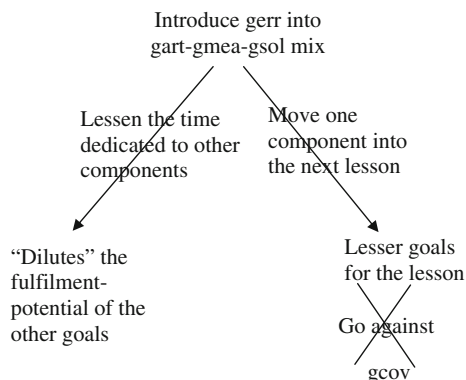 Introduce gerr into
gart-gmea-gsol mix
Lessen the time
dedicated to other
components
Move one
component into
the next lesson
“Dilutes” the
fulfilment-
potential of the
other goals
Lesser goals
for the lesson
Go against
gcov